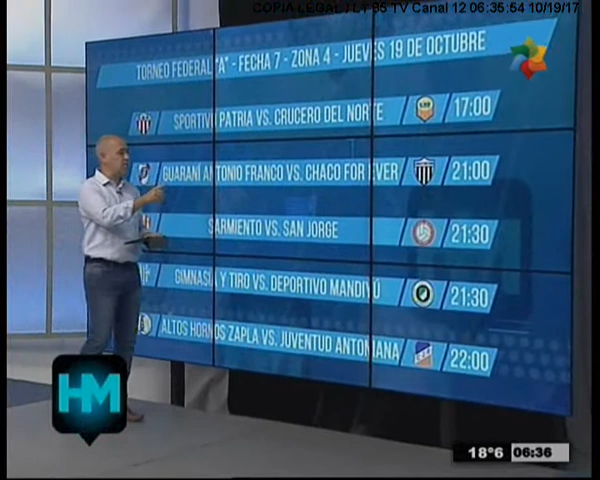 COPIA LEGAL / LT 85 TV Canal 12 06:35:54 10/19/17
TORNEO FEDERAL "A" - FECHA 7 - ZONA 4 - JUEVES 19 DE OCTUBRE
SPORTIVO PATRIA VS. CRUCERO DEL NORTE 17:00
GUARANÍ ANTONIO FRANCO VS. CHACO FOR EVER 21:00
SARMIENTO VS. SAN JORGE 21:30
GIMNASIA Y TIRO VS. DEPORTIVO MANDIYÚ 21:30
ALTOS HORNOS ZAPLA VS. JUVENTUD ANTONIANA 22:00
HM
18°6 06:36